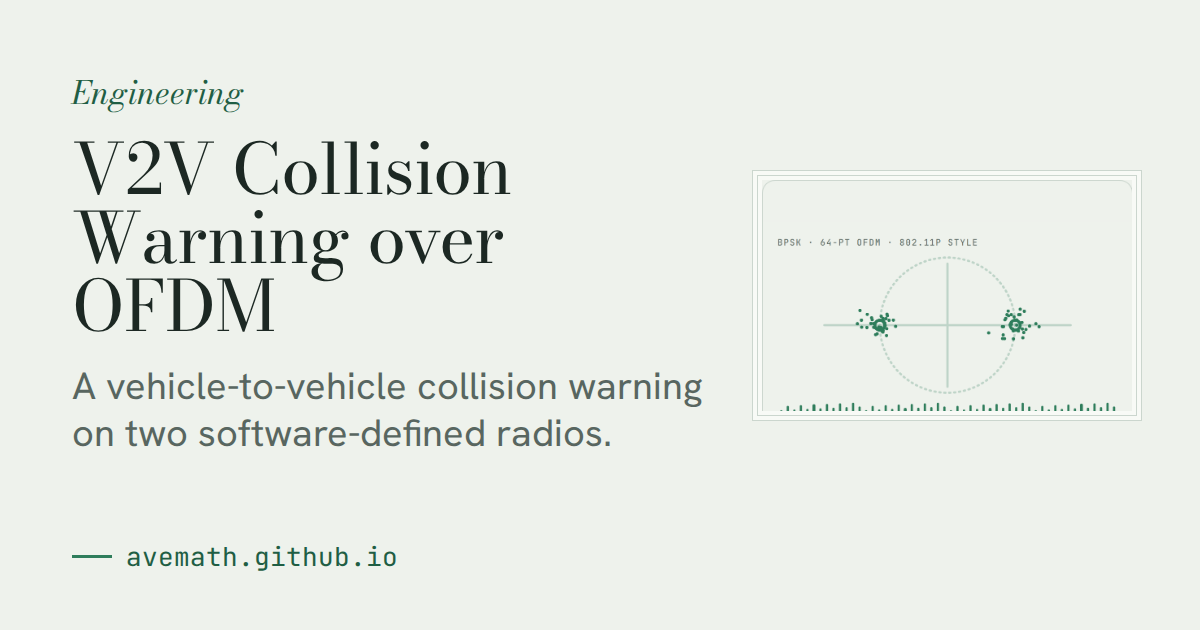 Engineering
V2V Collision
Warning over
OFDM
A vehicle-to-vehicle collision warning
on two software-defined radios.
BPSK · 64-PT OFDM · 802.11P STYLE
avemath.github.io